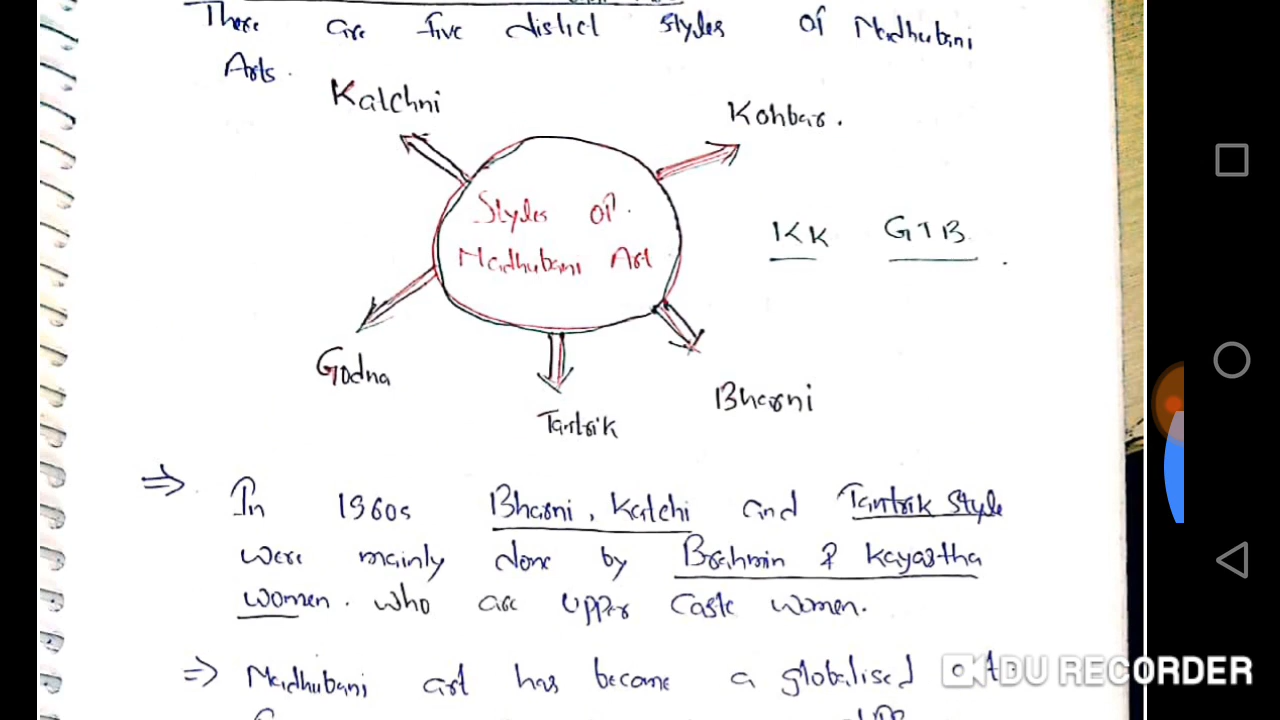 There are five distict styles of Madhubani
Arts.
Katchni
Kohbar.
Styles of
Madhubani Art
KK GTB
Godna
Tantrik
Bharni
⇒ In 1960s Bharni, Katchi and Tantrik Style
were mainly done by Brahmin & Kayastha
women. who are upper caste women.
⇒ Madhubani art has become a globalised
DU RECORDER